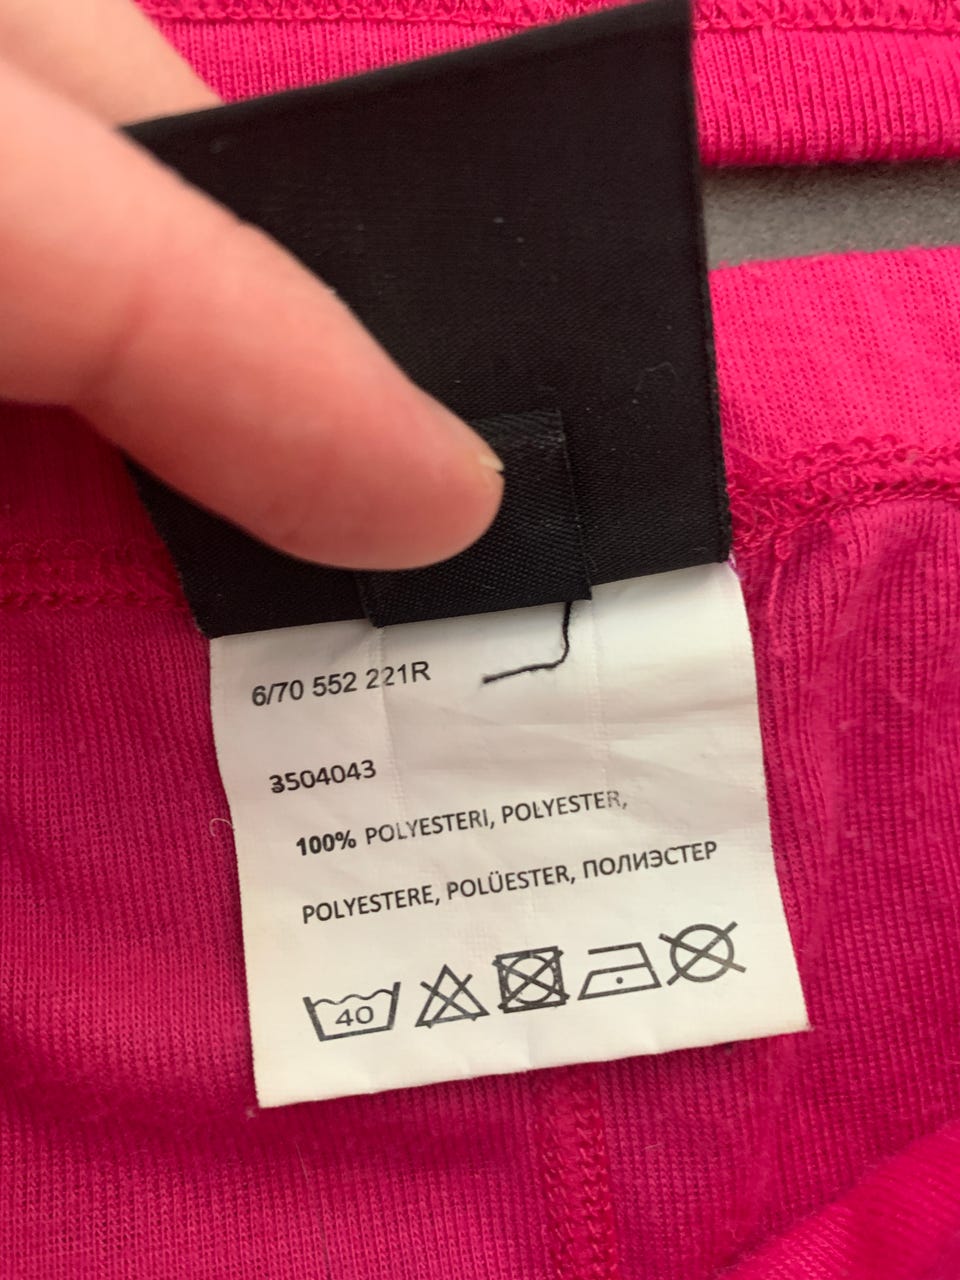 6/70 552 221R
3504043
100% POLYESTERI, POLYESTER,
POLYESTERE, POLÜESTER, ПОЛИЭСТЕР
40